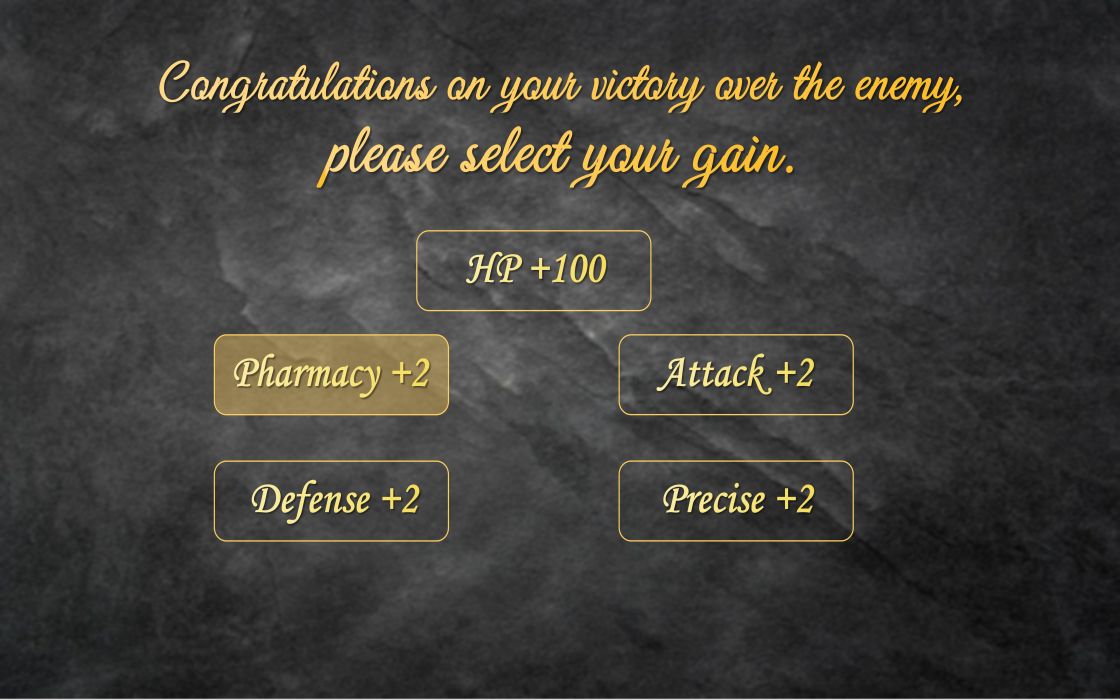 Congratulations on your victory over the enemy,
please select your gain.
HP +100
Pharmacy +2
Attack +2
Defense +2
Precise +2